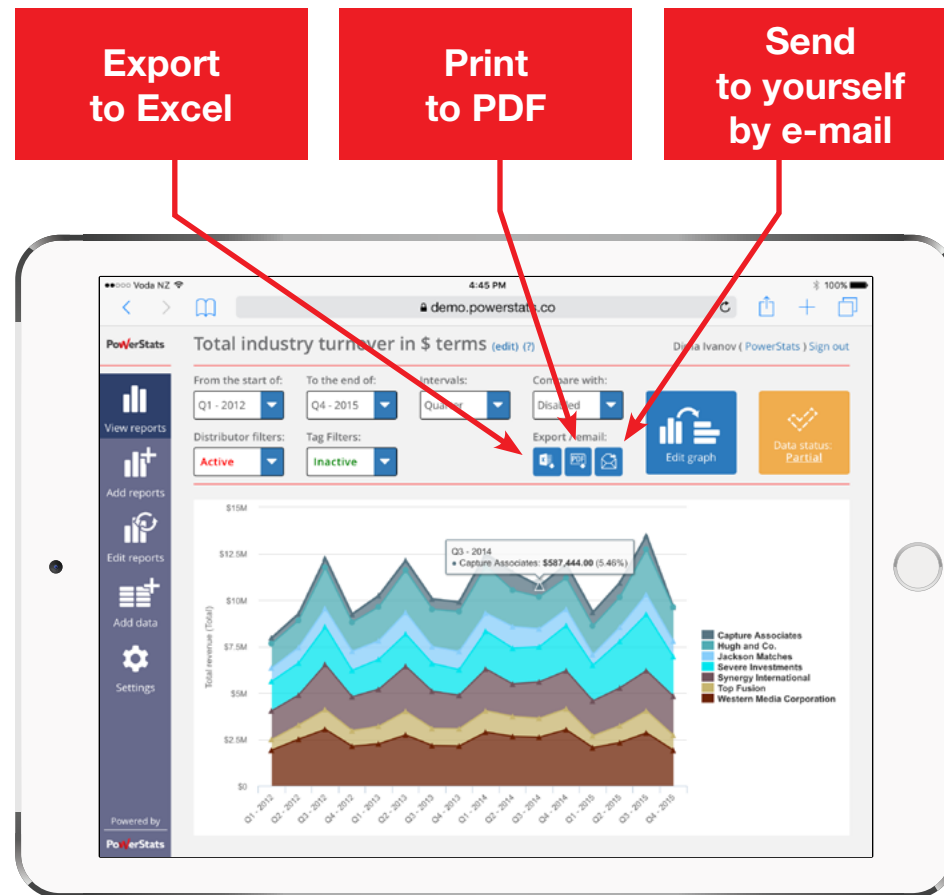 Export
to Excel
Print
to PDF
Send
to yourself
by e-mail
Voda NZ
4:45 PM
100%
demo.powerstats.co
PowerStats
Total industry turnover in $ terms (edit) (?)
Dima Ivanov ( PowerStats ) Sign out
From the start of:
To the end of:
Intervals:
Compare with:
Q1 - 2012
Q4 - 2015
Quarter
Disabled
Distributor filters:
Tag Filters:
Export / email:
Active
Inactive
PDF
Edit graph
Data status:
Partial
View reports
Add reports
Edit reports
Add data
Settings
Powered by
PowerStats
Total revenue (Total)
$15M
$12.5M
$10M
$7.5M
$5M
$2.5M
$0
Q3 - 2014
• Capture Associates: $587,444.00 (5.46%)
Capture Associates
Hugh and Co.
Jackson Matches
Severe Investments
Synergy International
Top Fusion
Western Media Corporation
Q1 - 2012
Q2 - 2012
Q3 - 2012
Q4 - 2012
Q1 - 2013
Q2 - 2013
Q3 - 2013
Q4 - 2013
Q1 - 2014
Q2 - 2014
Q3 - 2014
Q4 - 2014
Q1 - 2015
Q2 - 2015
Q3 - 2015
Q4 - 2015